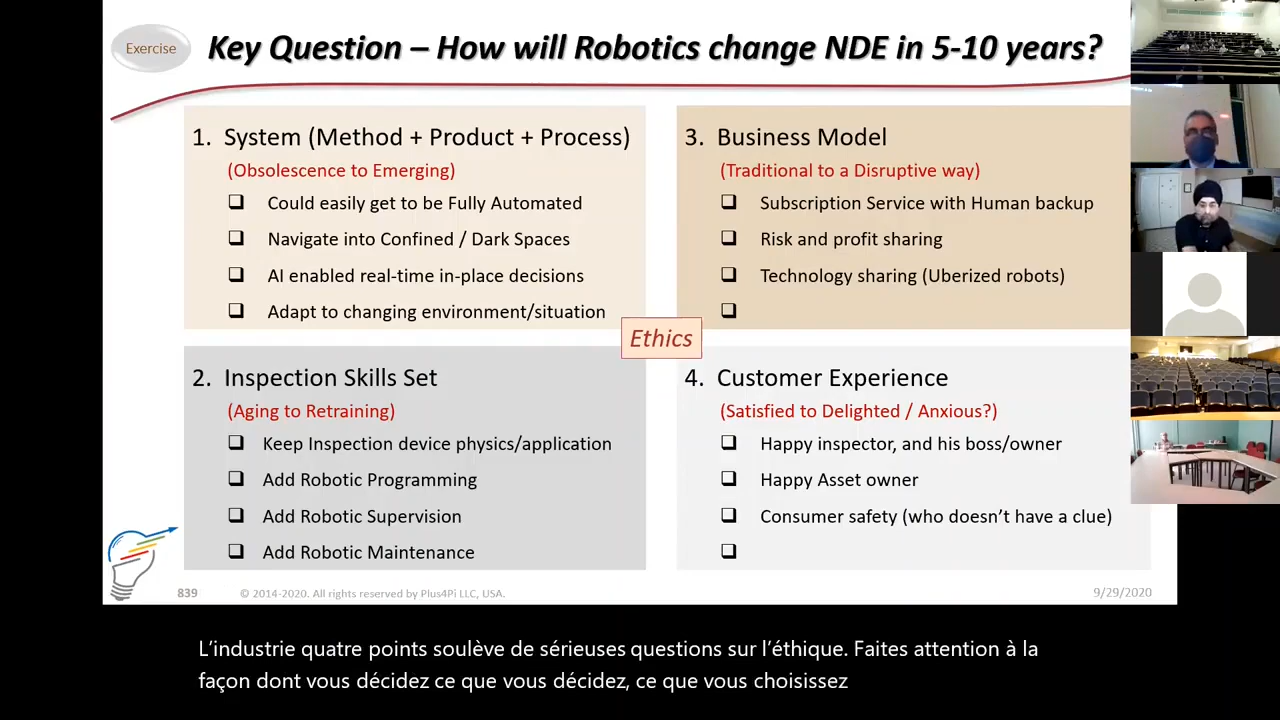 Exercise
Key Question – How will Robotics change NDE in 5-10 years?
1. System (Method + Product + Process)
(Obsolescence to Emerging)
Could easily get to be Fully Automated
Navigate into Confined / Dark Spaces
AI enabled real-time in-place decisions
Adapt to changing environment/situation
3. Business Model
(Traditional to a Disruptive way)
Subscription Service with Human backup
Risk and profit sharing
Technology sharing (Uberized robots)
Ethics
2. Inspection Skills Set
(Aging to Retraining)
Keep Inspection device physics/application
Add Robotic Programming
Add Robotic Supervision
Add Robotic Maintenance
4. Customer Experience
(Satisfied to Delighted / Anxious?)
Happy inspector, and his boss/owner
Happy Asset owner
Consumer safety (who doesn't have a clue)
839
© 2014-2020. All rights reserved by Plus4Pi LLC, USA.
9/29/2020
L'industrie quatre points soulève de sérieuses questions sur l'éthique. Faites attention à la
façon dont vous décidez ce que vous décidez, ce que vous choisissez